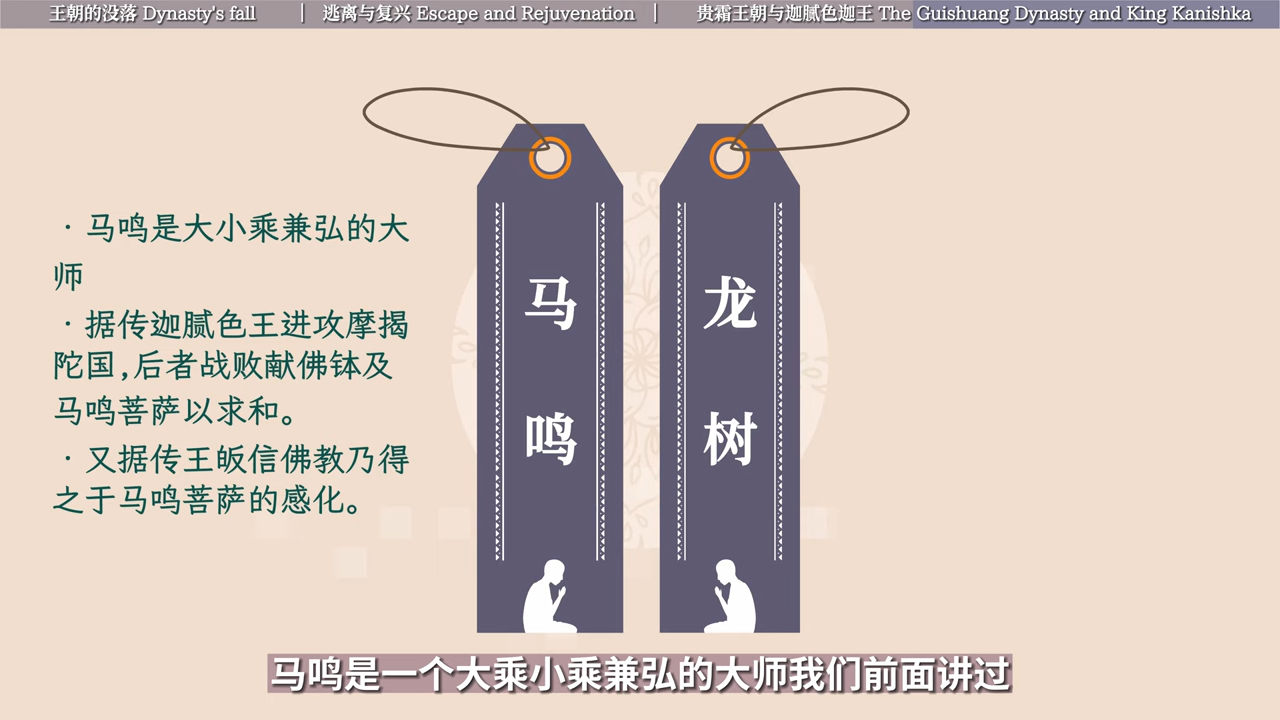 王朝的没落 Dynasty's fall | 逃离与复兴 Escape and Rejuvenation | 贵霜王朝与迦腻色迦王 The Guishuang Dynasty and King Kanishka
· 马鸣是大小乘兼弘的大
师
· 据传迦腻色王进攻摩揭
陀国,后者战败献佛钵及
马鸣菩萨以求和。
· 又据传王皈信佛教乃得
之于马鸣菩萨的感化。
马鸣
龙树
马鸣是一个大乘小乘兼弘的大师我们前面讲过